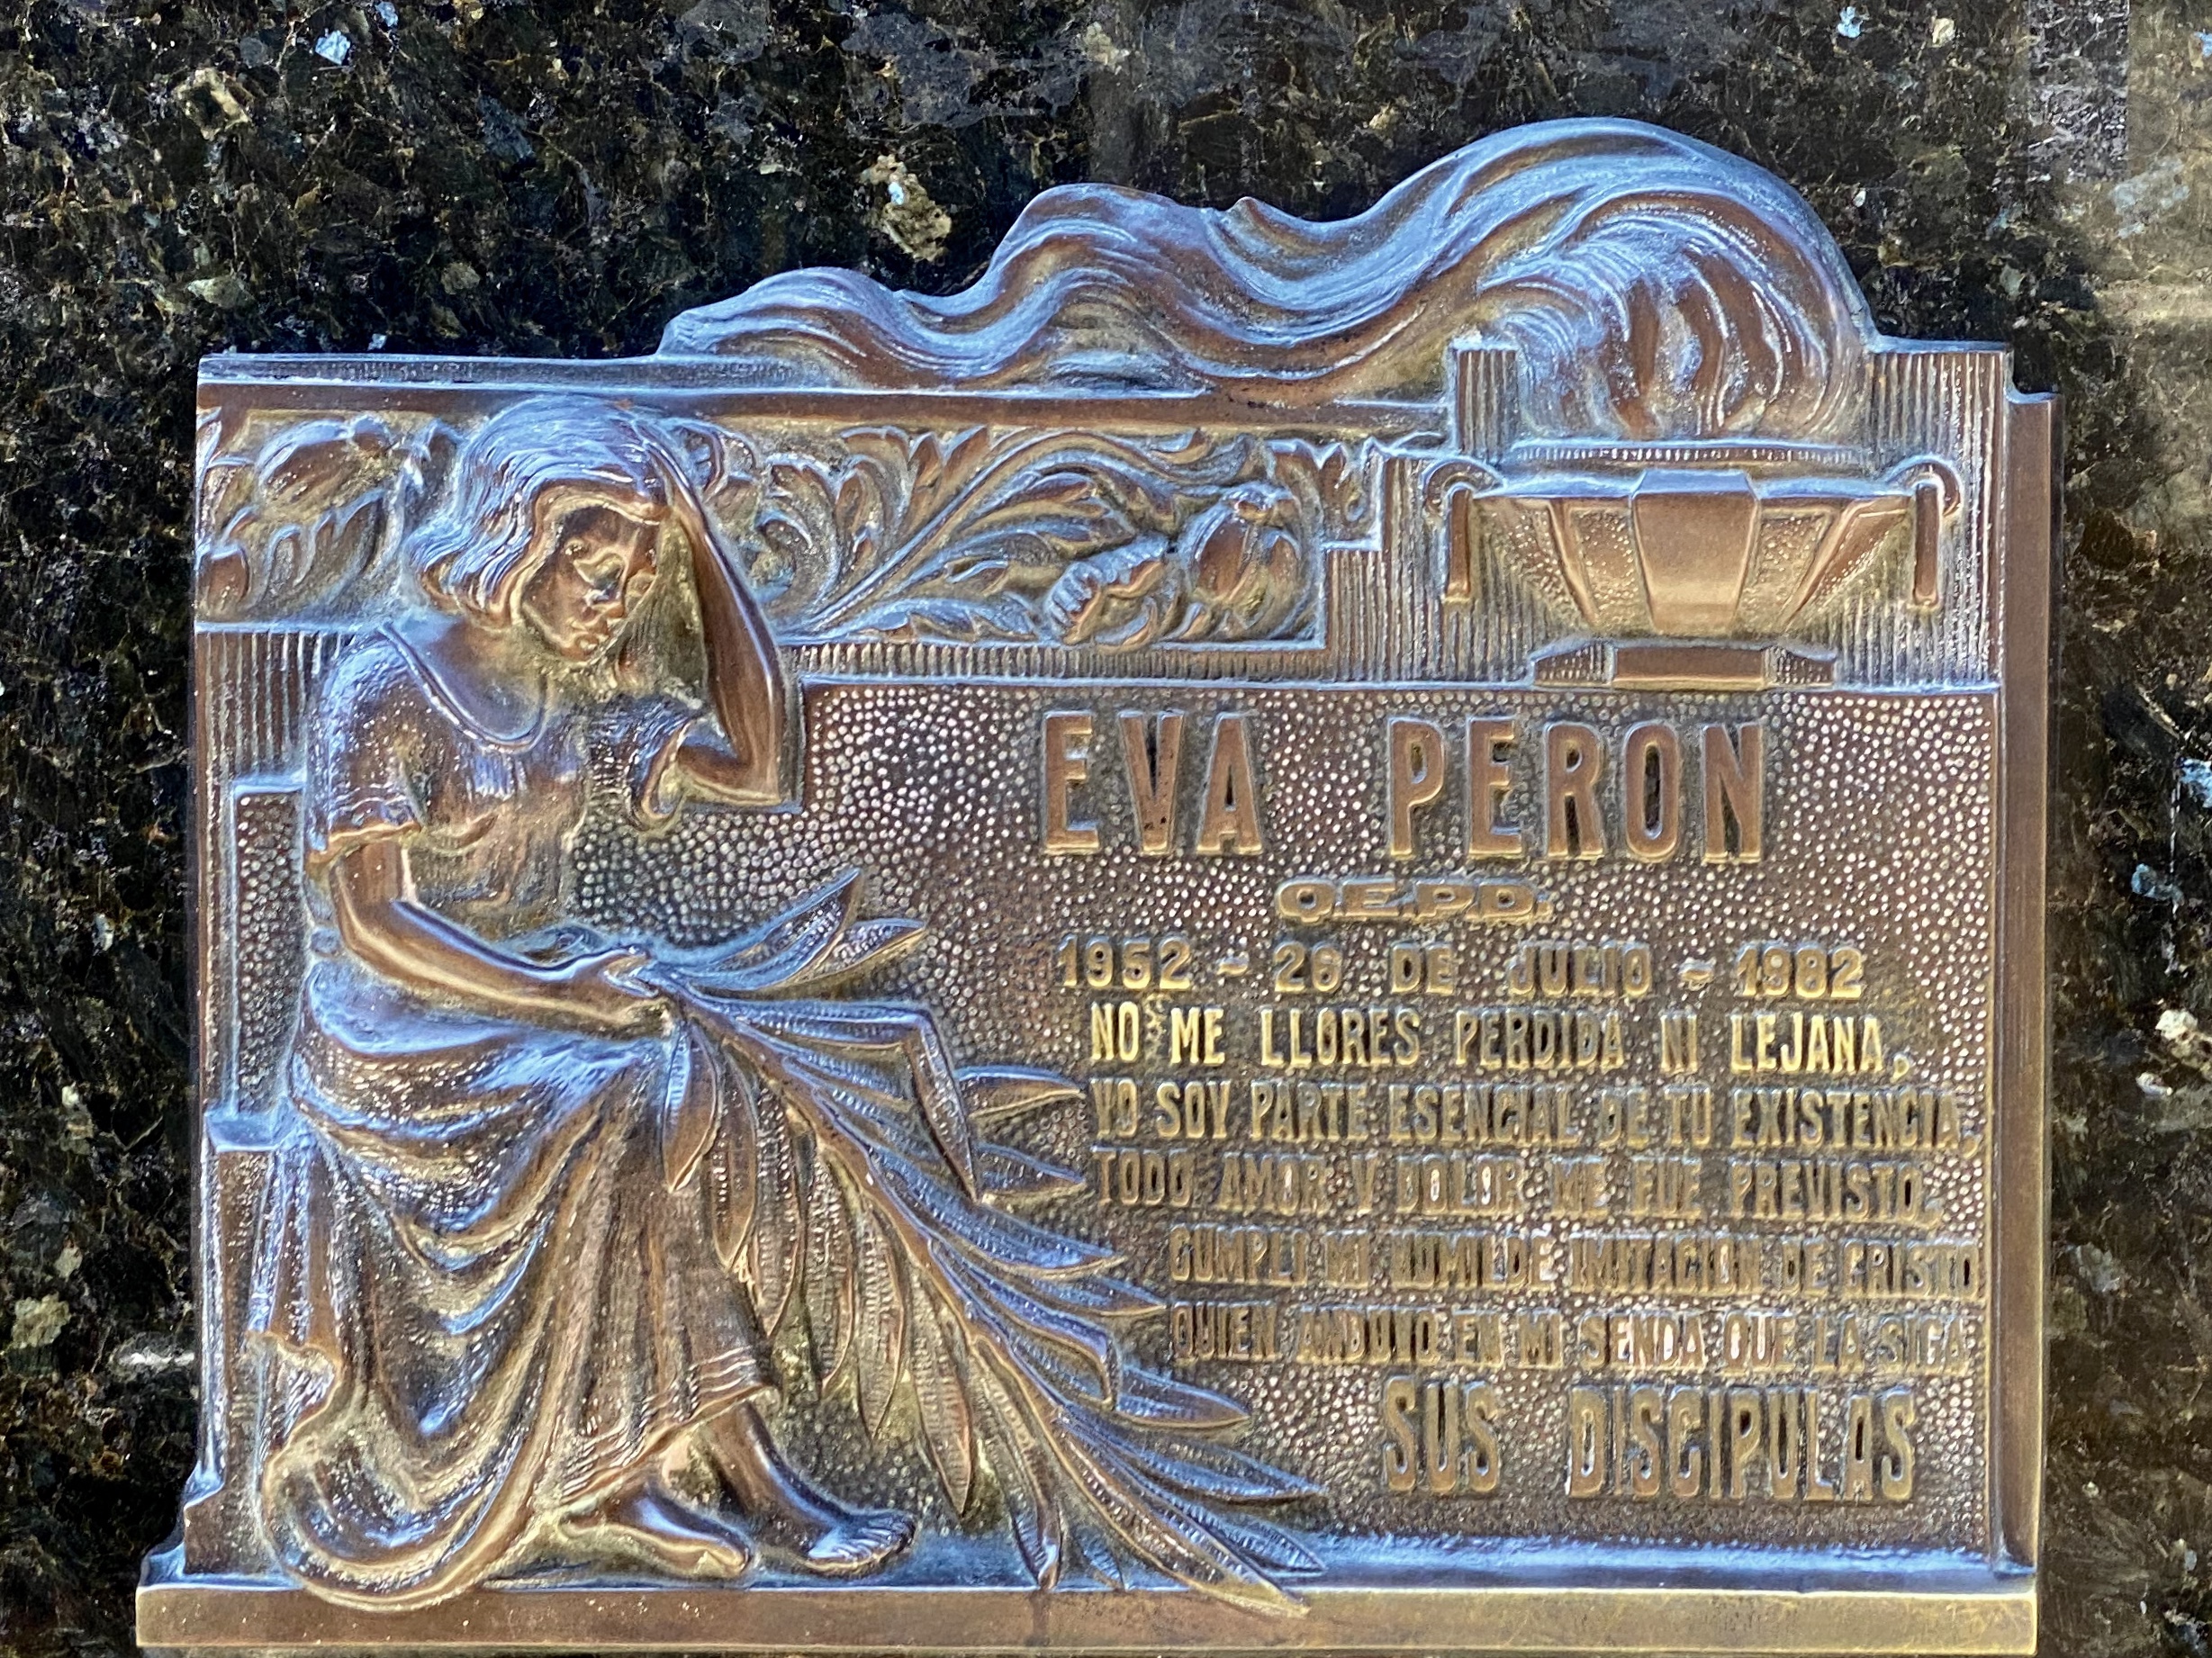 EVA PERON
Q.E.P.D.
1952 - 26 DE JULIO - 1982
NO ME LLORES PERDIDA NI LEJANA,
YO SOY PARTE ESENCIAL DE TU EXISTENCIA,
TODO AMOR Y DOLOR ME FUE PREVISTO,
CUMPLI MI HUMILDE IMITACION DE CRISTO
QUIEN ANDUVO EN MI SENDA QUE LA SIGA
SUS DISCIPULAS